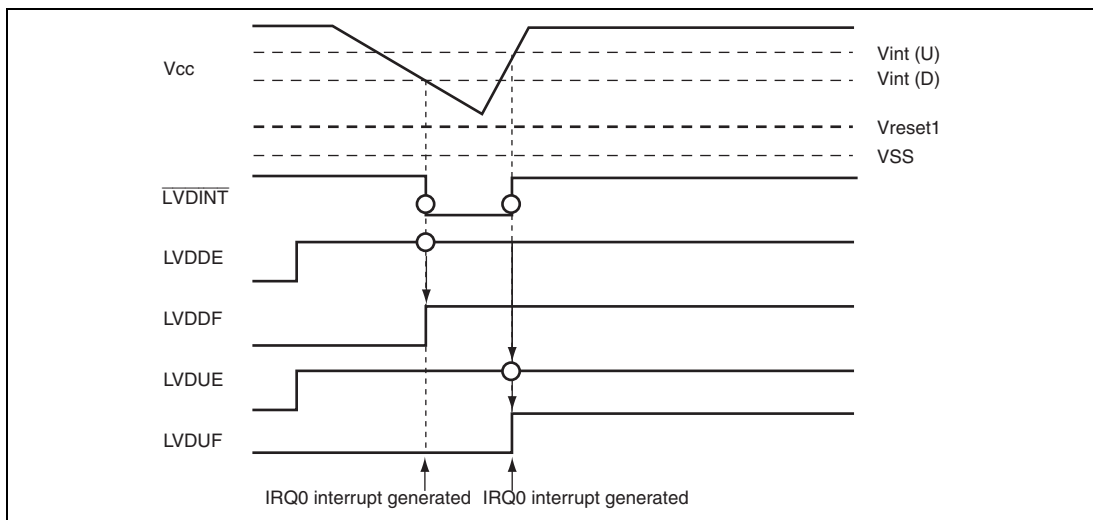 Vcc
Vint (U)
Vint (D)
Vreset1
VSS
LVDINT
LVDDE
LVDDF
LVDUE
LVDUF
IRQ0 interrupt generated IRQ0 interrupt generated